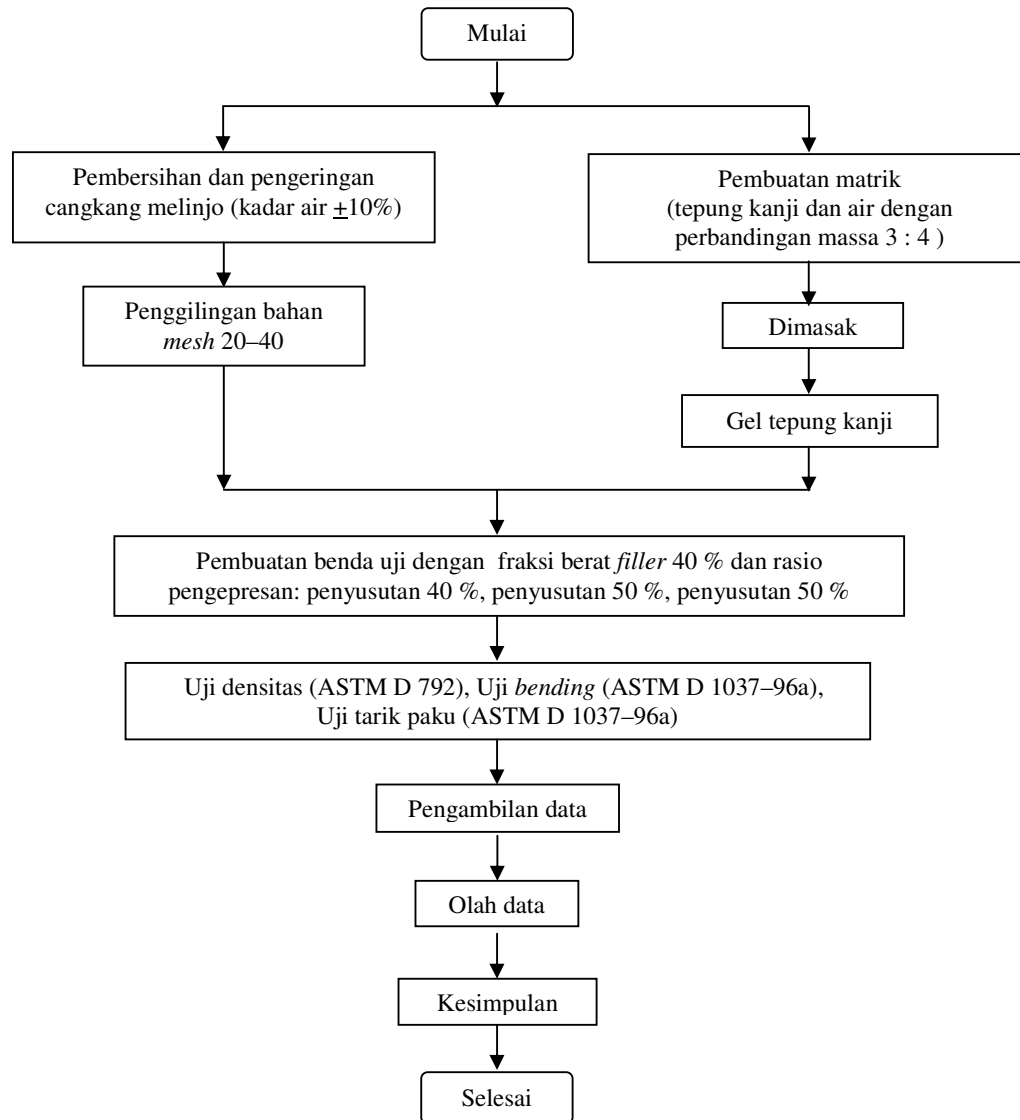 Mulai
Pembersihan dan pengeringan
cangkang melinjo (kadar air ±10%)
Penggilingan bahan
mesh 20–40
Pembuatan matrik
(tepung kanji dan air dengan
perbandingan massa 3 : 4 )
Dimasak
Gel tepung kanji
Pembuatan benda uji dengan fraksi berat filler 40 % dan rasio
pengepresan: penyusutan 40 %, penyusutan 50 %, penyusutan 50 %
Uji densitas (ASTM D 792), Uji bending (ASTM D 1037–96a),
Uji tarik paku (ASTM D 1037–96a)
Pengambilan data
Olah data
Kesimpulan
Selesai